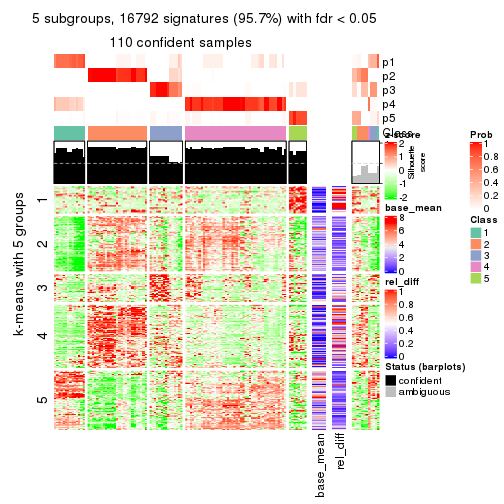 5 subgroups, 16792 signatures (95.7%) with fdr < 0.05
110 confident samples
p1
p2
p3
p4
p5
Class
Silhouette
score
1
2
3
4
5
k-means with 5 groups
base_mean
rel_diff
z-score
2
1
0
-1
-2
base_mean
8
6
4
2
0
rel_diff
1
0.8
0.6
0.4
0.2
0
Status (barplots)
confident
ambiguous
Prob
1
0.8
0.6
0.4
0.2
0
Class
1
2
3
4
5